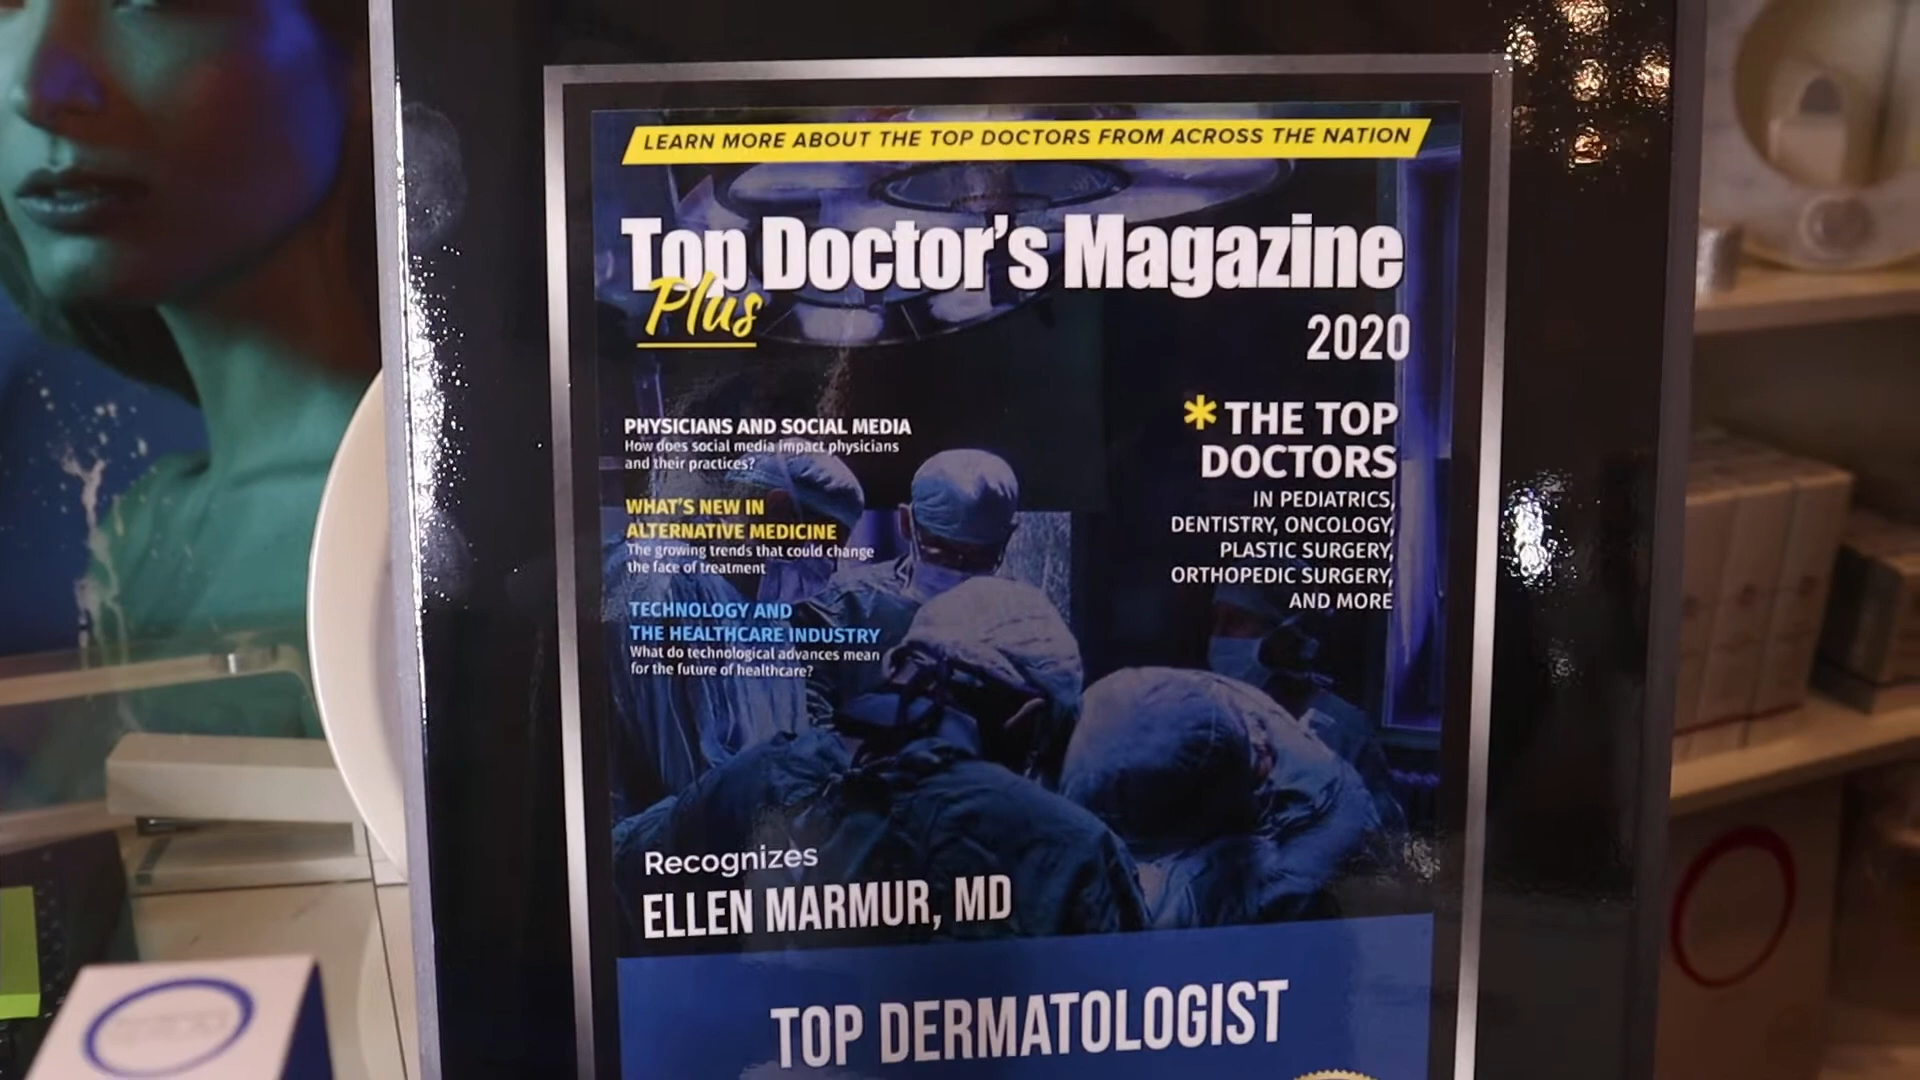 LEARN MORE ABOUT THE TOP DOCTORS FROM ACROSS THE NATION
Top Doctor's Magazine
Plus
2020
PHYSICIANS AND SOCIAL MEDIA
How does social media impact physicians
and their practices?
WHAT'S NEW IN
ALTERNATIVE MEDICINE
The growing trends that could change
the face of treatment
TECHNOLOGY AND
THE HEALTHCARE INDUSTRY
What do technological advances mean
for the future of healthcare?
* THE TOP
DOCTORS
IN PEDIATRICS,
DENTISTRY, ONCOLOGY,
PLASTIC SURGERY,
ORTHOPEDIC SURGERY,
AND MORE
Recognizes
ELLEN MARMUR, MD
TOP DERMATOLOGIST